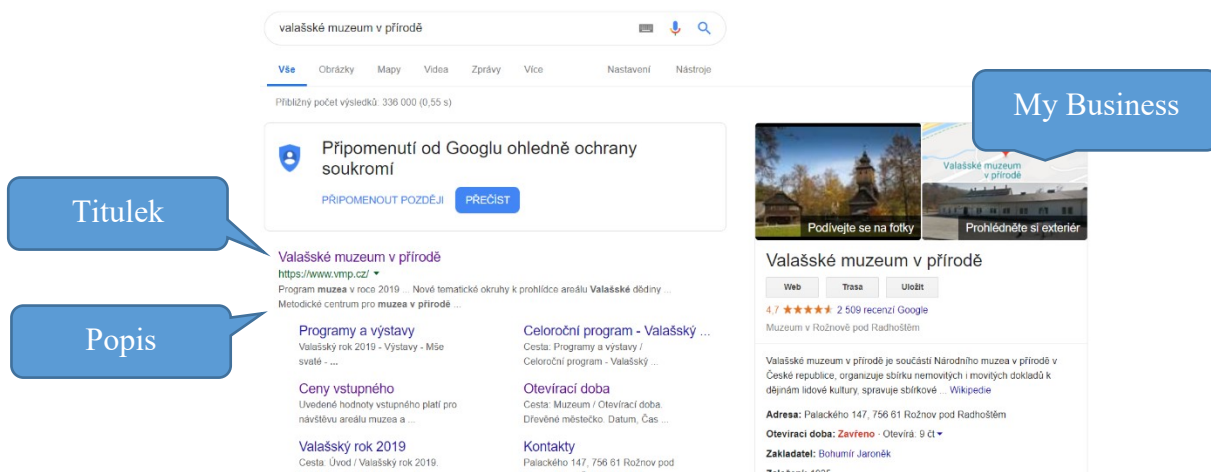 valašské muzeum v přírodě
Vše Obrázky Mapy Videa Zprávy Více Nastavení Nástroje
Přibližný počet výsledků: 336 000 (0,55 s)
My Business
Připomenutí od Googlu ohledně ochrany
soukromí
PŘIPOMENOUT POZDĚJI PŘEČÍST
Titulek
Popis
Valašské muzeum v přírodě
https://www.vmp.cz/
Program muzea v roce 2019 ... Nové tematické okruhy k prohlídce areálu Valašské dědiny ...
Metodické centrum pro muzea v přírodě ...
Programy a výstavy
Valašský rok 2019 - Výstavy - Mše
svaté - ...
Celoroční program - Valašský ...
Cesta: Programy a výstavy /
Celoroční program - Valašský ...
Ceny vstupného
Uvedené hodnoty vstupného platí pro
návštěvu areálu muzea a ...
Otevírací doba
Cesta: Muzeum / Otevírací doba.
Dřevěné městečko. Datum, Čas ...
Valašský rok 2019
Cesta: Úvod / Valašský rok 2019.
Kontakty
Palackého 147, 756 61 Rožnov pod
Valašské muzeum
v přírodě
Podívejte se na fotky
Prohlédněte si exteriér
Valašské muzeum v přírodě
Web Trasa Uložit
4,7 2 509 recenzí Google
Muzeum v Rožnově pod Radhoštěm
Valašské muzeum v přírodě je součástí Národního muzea v přírodě v
České republice, organizuje sbírku nemovitých i movitých dokladů k
dějinám lidové kultury, spravuje sbírkové ... Wikipedie
Adresa: Palackého 147, 756 61 Rožnov pod Radhoštěm
Otevírací doba: Zavřeno · Otevírá: 9 čt
Zakladatel: Bohumír Jaroněk